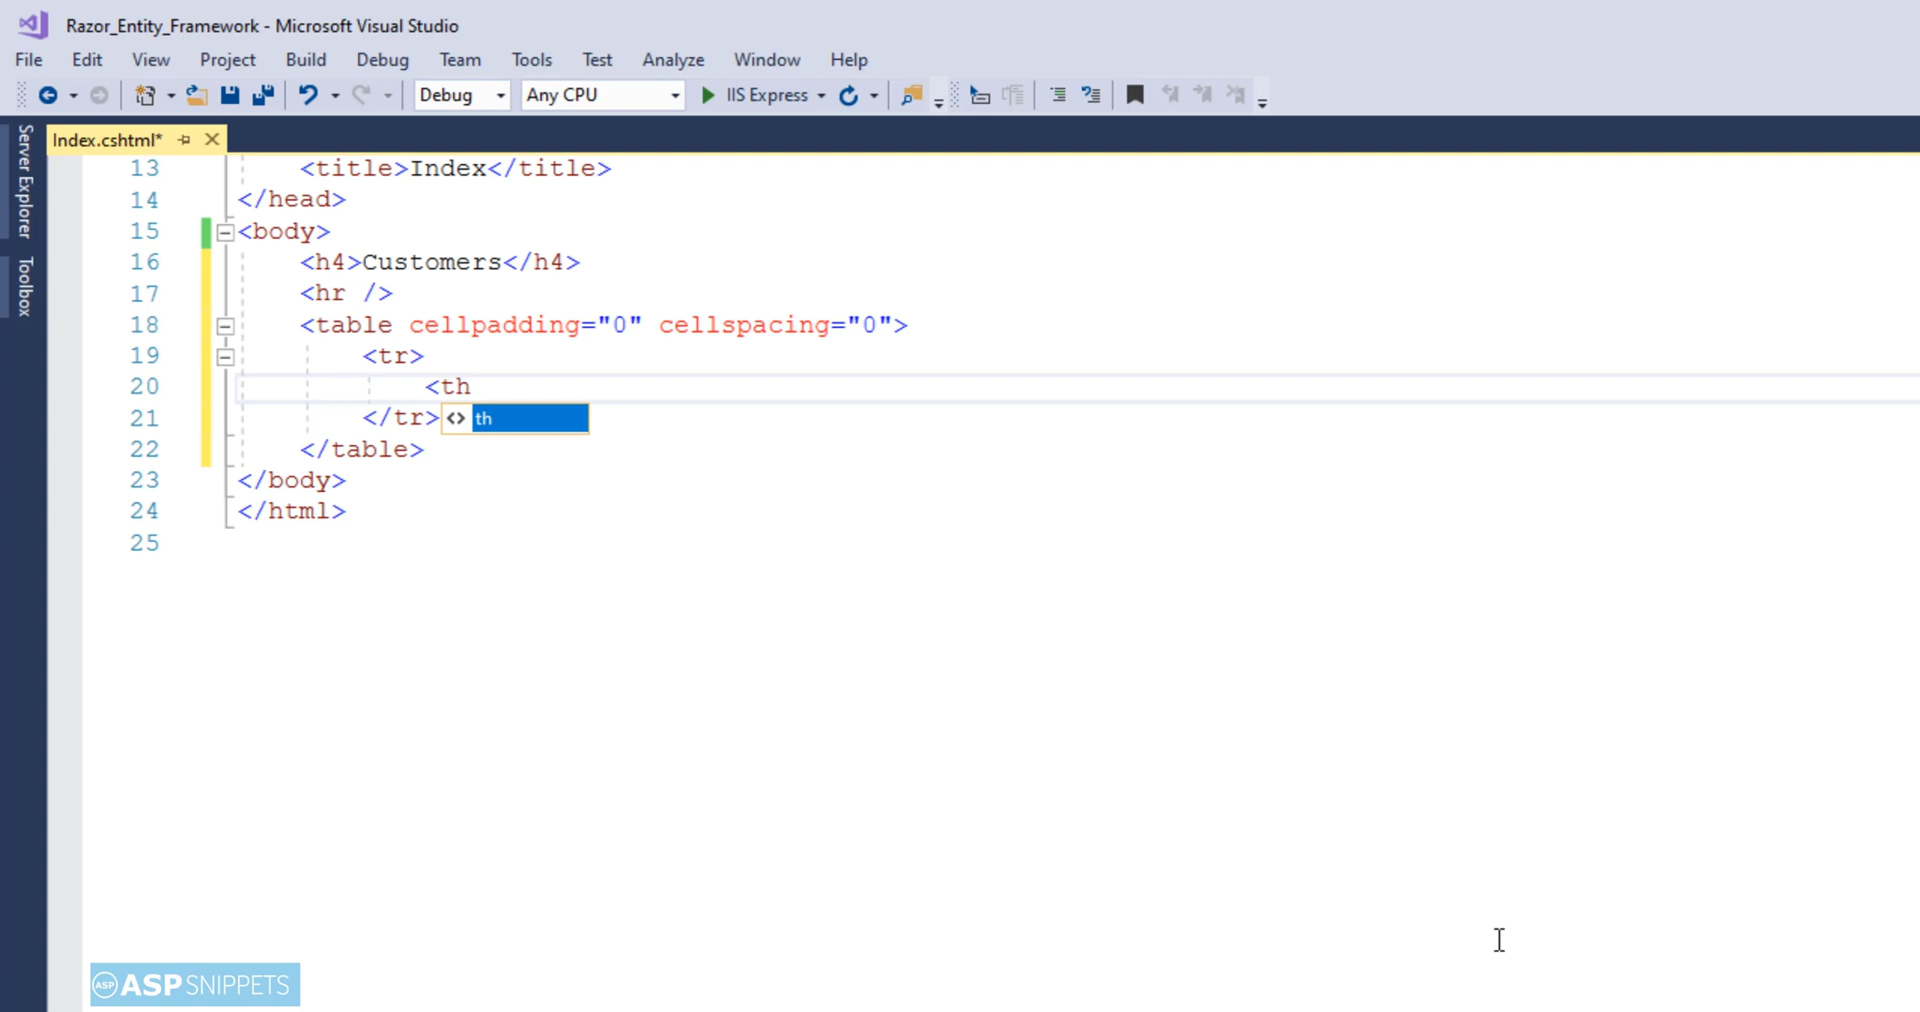 Razor_Entity_Framework - Microsoft Visual Studio
File Edit View Project Build Debug Team Tools Test Analyze Window Help
Debug Any CPU IIS Express
Server Explorer
Toolbox
Index.cshtml*
13 <title>Index</title>
14 </head>
15 <body>
16 <h4>Customers</h4>
17 <hr />
18 <table cellpadding="0" cellspacing="0">
19 <tr>
20 <th
21 </tr> <> th
22 </table>
23 </body>
24 </html>
25
ASP ASPSNIPPETS